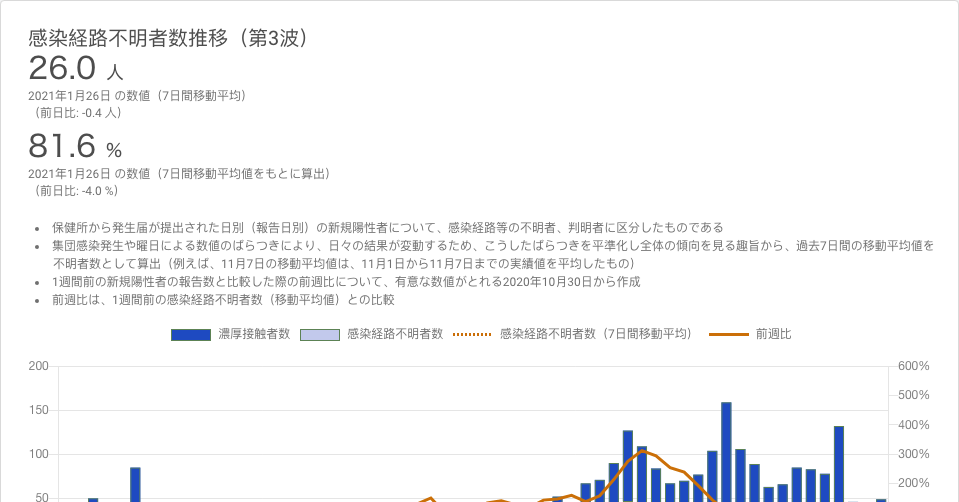 感染経路不明者数推移（第3波）
26.0 人
2021年1月26日 の数値（7日間移動平均）
（前日比: -0.4 人）
81.6 %
2021年1月26日 の数値（7日間移動平均値をもとに算出）
（前日比: -4.0 %）
• 保健所から発生届が提出された日別（報告日別）の新規陽性者について、感染経路等の不明者、判明者に区分したものである
• 集団感染発生や曜日による数値のばらつきにより、日々の結果が変動するため、こうしたばらつきを平準化し全体の傾向を見る趣旨から、過去7日間の移動平均値を
不明者数として算出（例えば、11月7日の移動平均値は、11月1日から11月7日までの実績値を平均したもの）
• 1週間前の新規陽性者の報告数と比較した際の前週比について、有意な数値がとれる2020年10月30日から作成
• 前週比は、1週間前の感染経路不明者数（移動平均値）との比較
濃厚接触者数 感染経路不明者数 感染経路不明者数（7日間移動平均） 前週比
200 600%
500%
150
400%
100 300%
200%
50